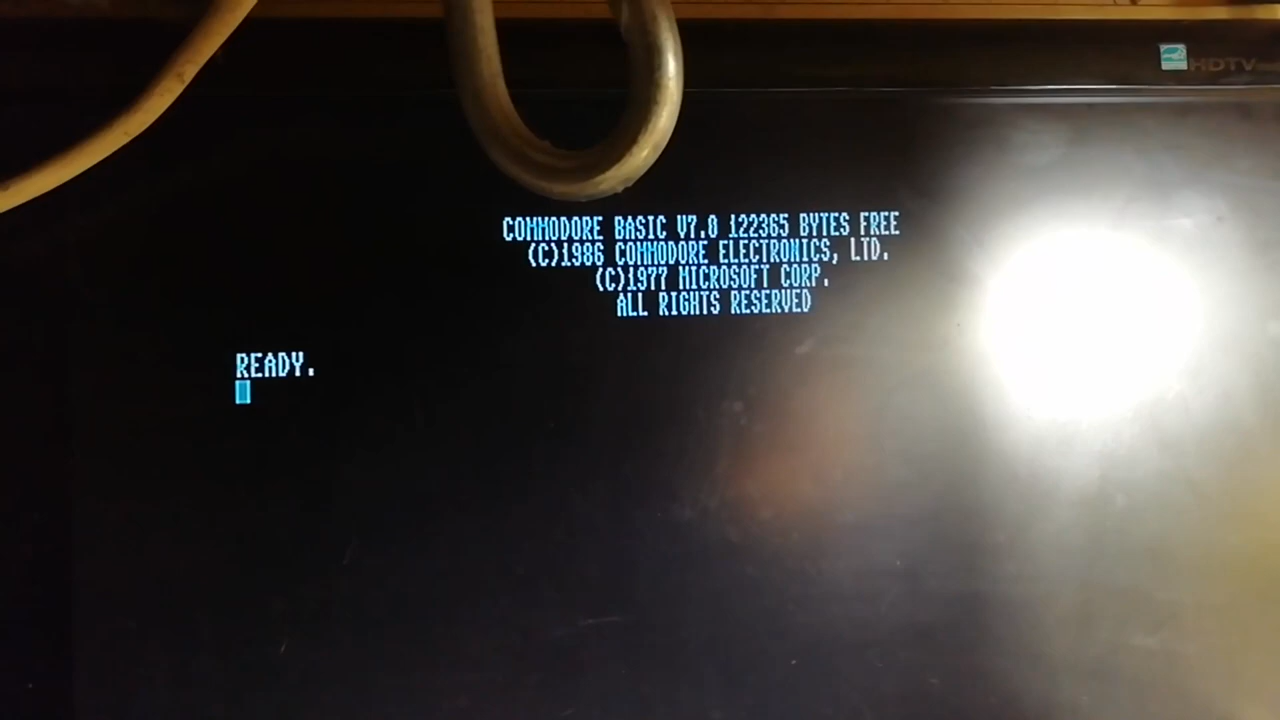 HDTV
COMMODORE BASIC V7.0 122365 BYTES FREE
(C)1986 COMMODORE ELECTRONICS, LTD.
(C)1977 MICROSOFT CORP.
ALL RIGHTS RESERVED
READY.